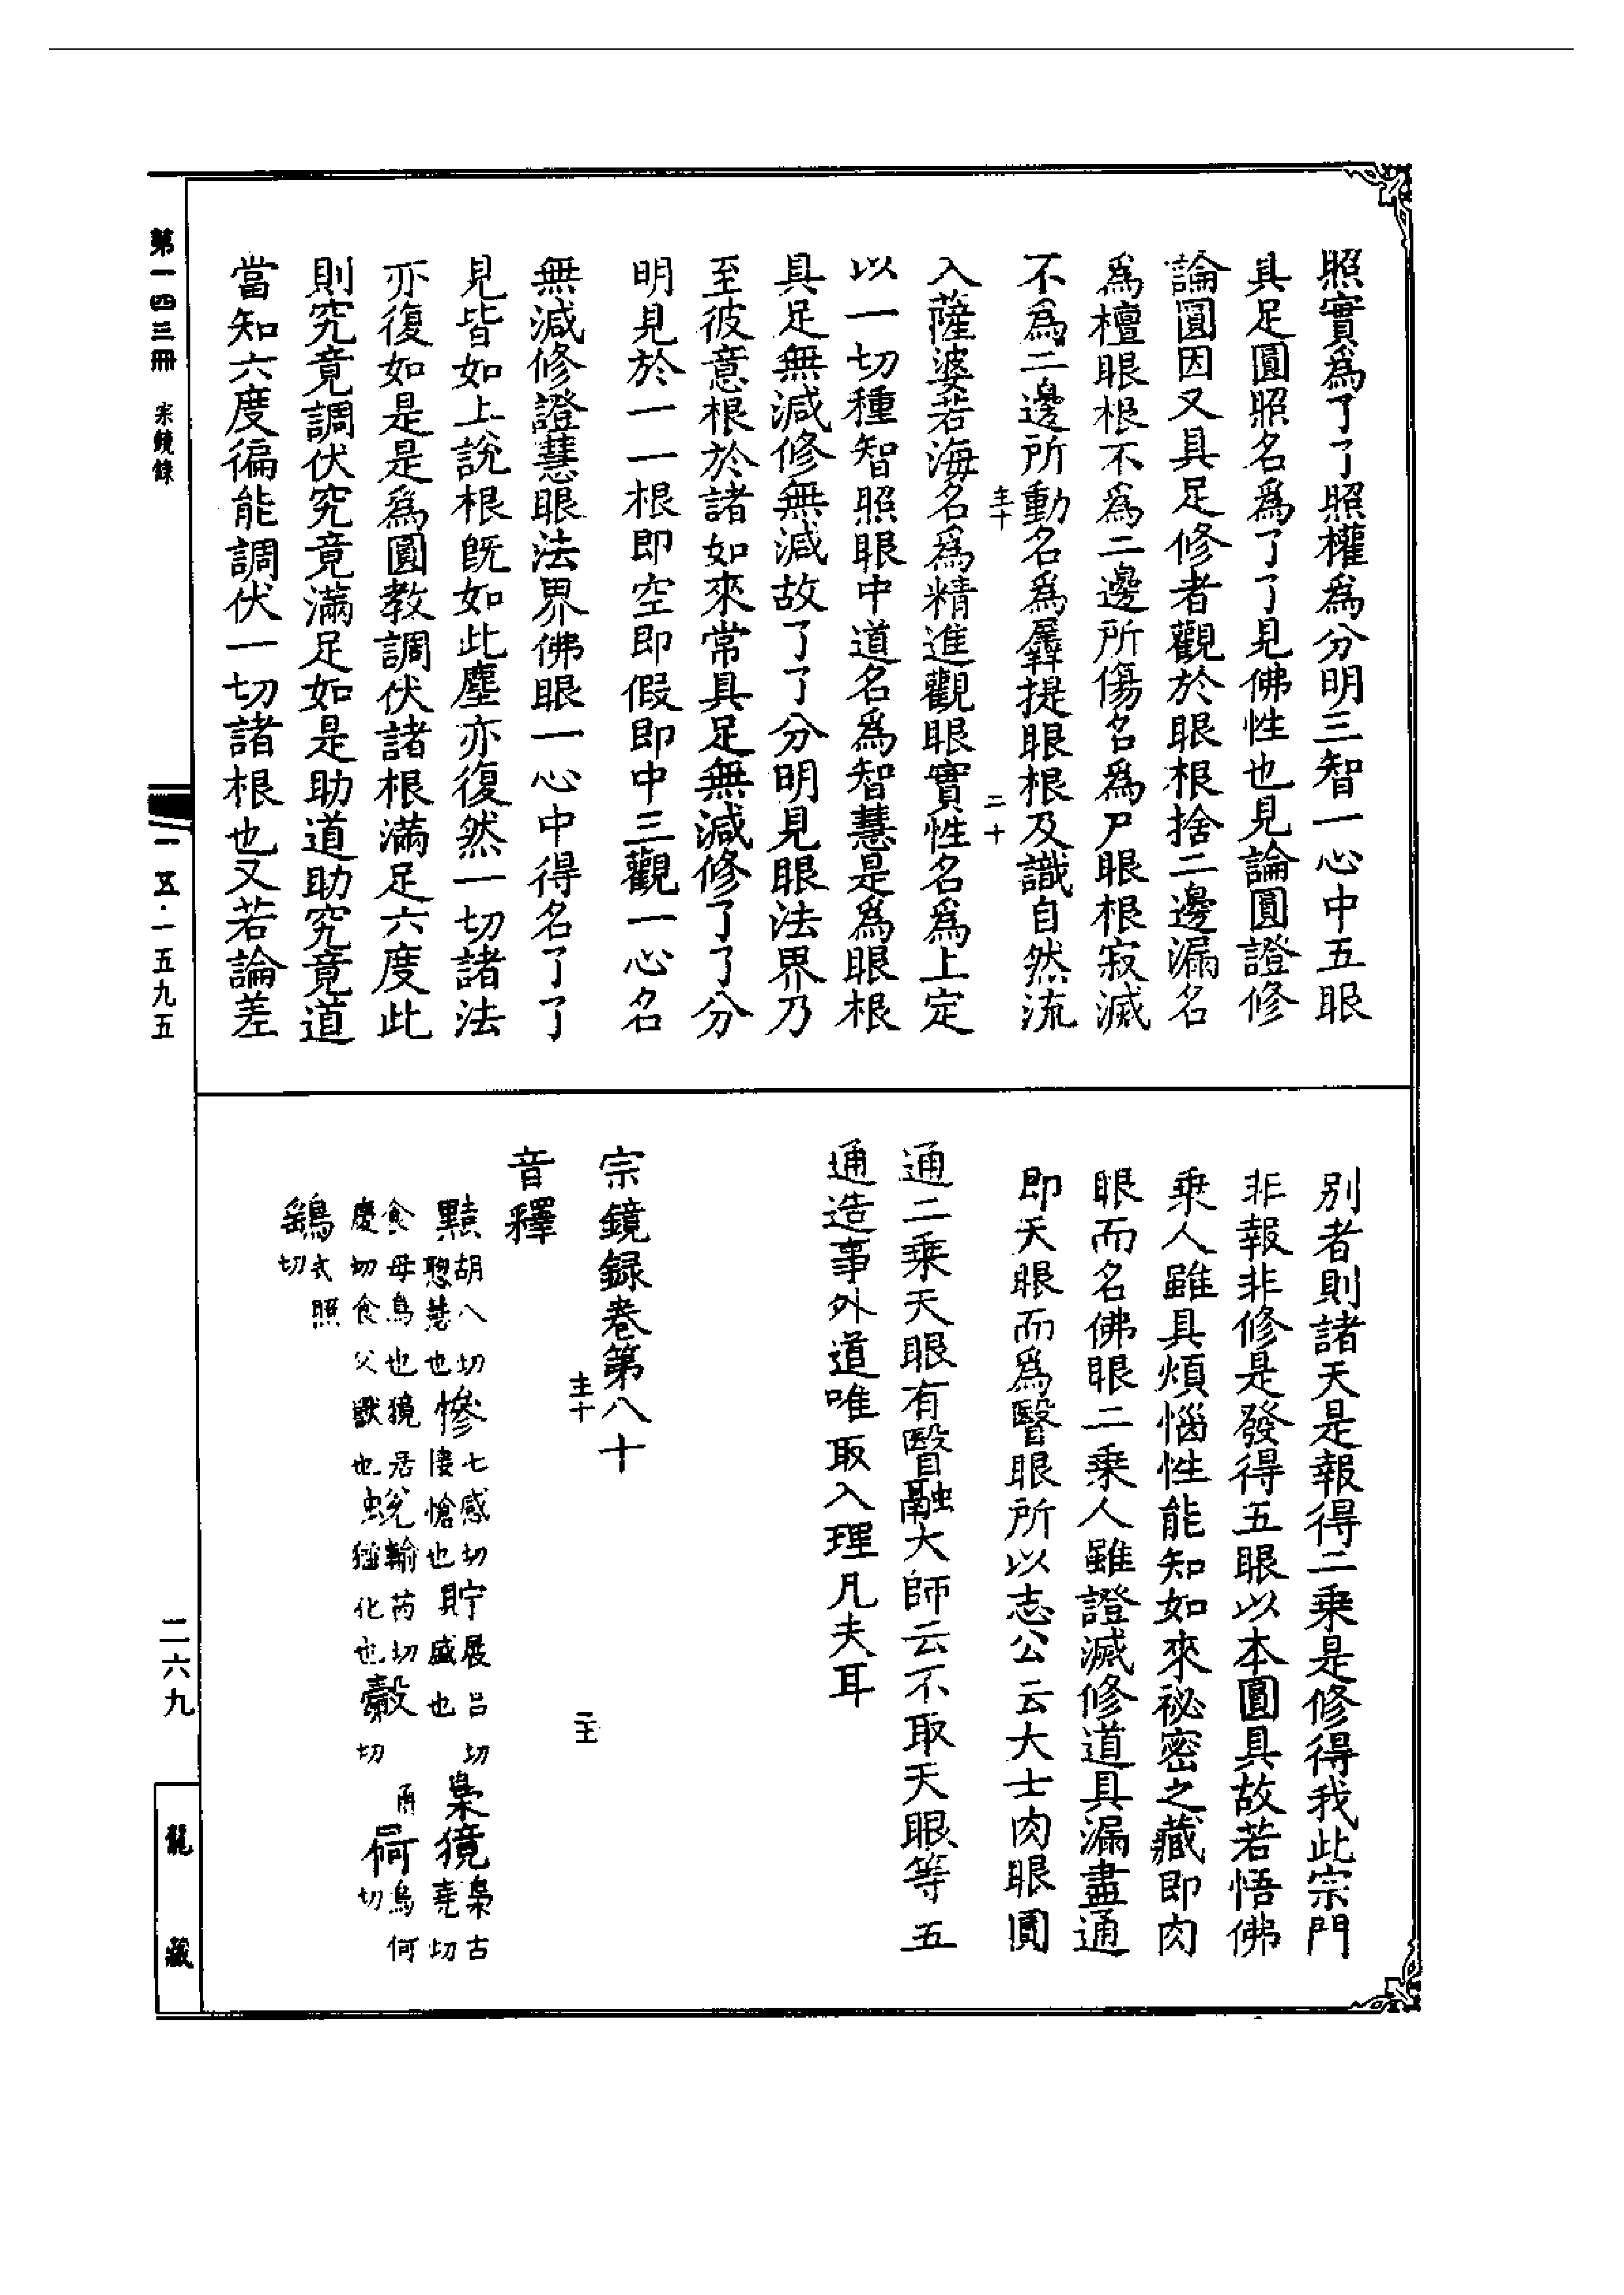 照實爲了了照權爲分明三智一心中五眼
具足圓照名爲了了見佛性也見論圓證修
論圓因又具足修者觀於眼根捨二邊漏名
爲檀眼根不爲二邊所傷名爲尸眼根寂滅
不爲二邊所動名爲羼提眼根及識自然流
圭十
二十
入薩婆若海名爲精進觀眼實性名爲上定
以一切種智照眼中道名爲智慧是爲眼根
具足無減修無減故了了分明見眼法界乃
至彼意根於諸如來常具足無減修了了分
明見於一一根即空即假即中三觀一心名
無減修證慧眼法界佛眼一心中得名了了
見皆如上說根旣如此塵亦復然一切諸法
亦復如是是爲圓教調伏諸根滿足六度此
則究竟調伏究竟滿足如是助道助究竟道
當知六度徧能調伏一切諸根也又若論差
別者則諸天是報得二乘是修得我此宗門
非報非修是發得五眼以本圓具故若悟佛
乘人雖具煩惱性能知如來祕密之藏即肉
眼而名佛眼二乘人雖證滅修道具漏盡通
即天眼而爲瞖眼所以志公云大士肉眼圓
通二乘天眼有瞖融大師云不取天眼等五
通造事外道唯取入理凡夫耳
宗鏡録卷第八十
圭十
音釋
黠胡八切聰慧也慘七感切悽愴也貯展呂切盛也梟獍梟古堯切
食母鳥也獍居慶切食父獸也蛻輸芮切猶化也
切
烏何切
鷂弋照切
第一四三冊 宗鏡錄
一五·一五九五
二六九
龍藏